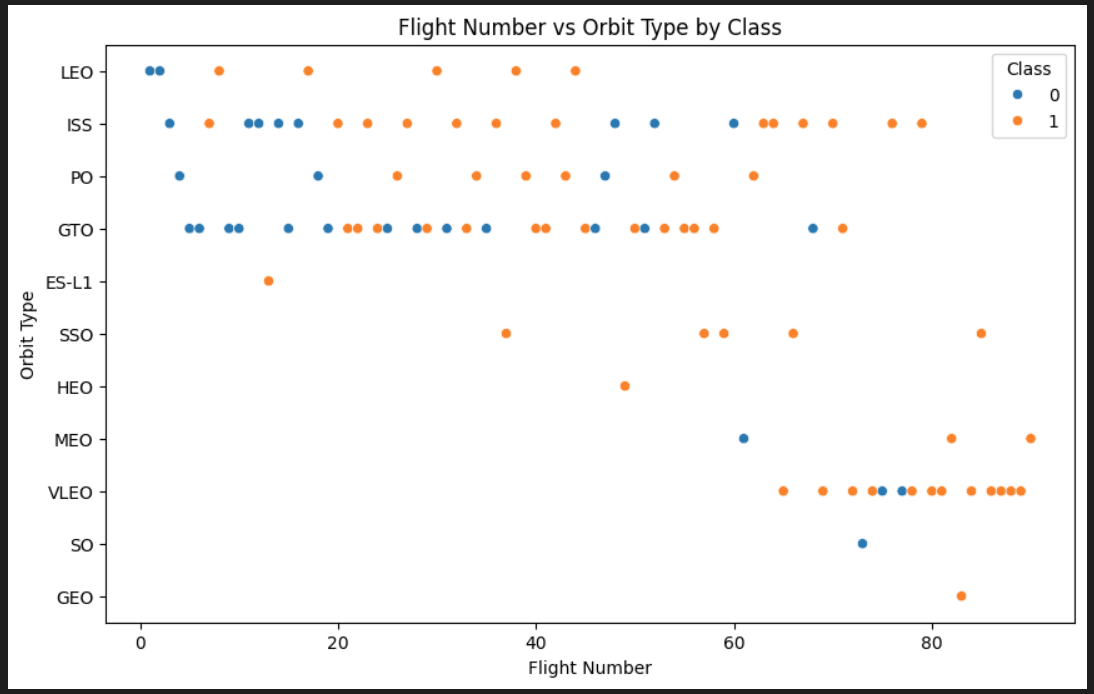 Flight Number vs Orbit Type by Class
Class
0
1
LEO
ISS
PO
GTO
ES-L1
SSO
HEO
MEO
VLEO
SO
GEO
Orbit Type
0 20 40 60 80
Flight Number